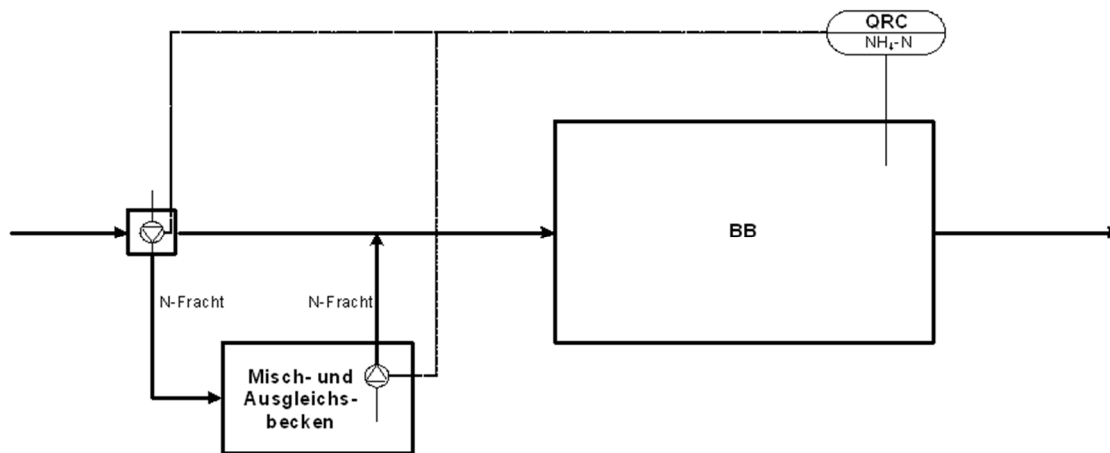 QRC
NH₄-N
BB
N-Fracht
N-Fracht
Misch- und
Ausgleichs-
becken